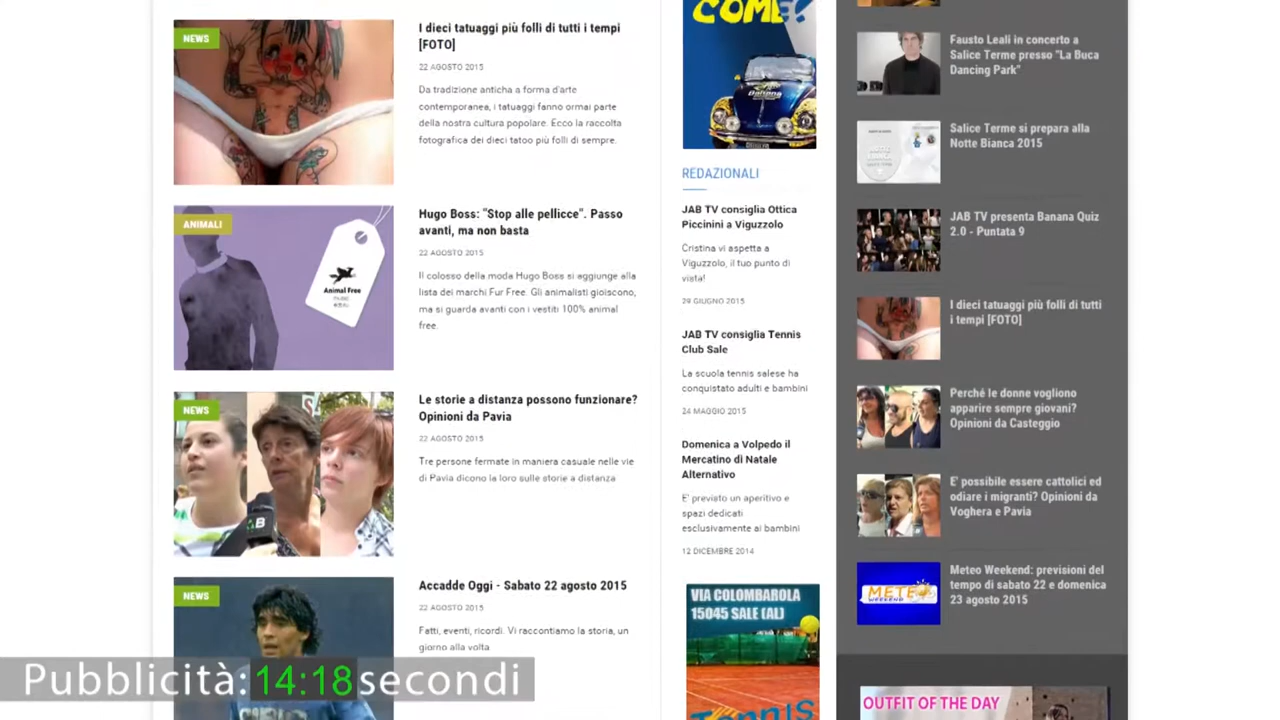 NEWS
I dieci tatuaggi più folli di tutti i tempi
[FOTO]
22 AGOSTO 2015
Da tradizione antica a forma d'arte
contemporanea, i tatuaggi fanno ormai parte
della nostra cultura popolare. Ecco la raccolta
fotografica dei dieci tatoo più folli di sempre.
ANIMALI
Animal Free
Hugo Boss: "Stop alle pellicce". Passo
avanti, ma non basta
22 AGOSTO 2015
Il colosso della moda Hugo Boss si aggiunge alla
lista dei marchi Fur Free. Gli animalisti gioiscono,
ma si guarda avanti con i vestiti 100% animal
free.
NEWS
Le storie a distanza possono funzionare?
Opinioni da Pavia
22 AGOSTO 2015
Tre persone fermate in maniera casuale nelle vie
di Pavia dicono la loro sulle storie a distanza
NEWS
Accadde Oggi - Sabato 22 agosto 2015
22 AGOSTO 2015
Fatti, eventi, ricordi. Vi raccontiamo la storia, un
giorno alla volta
Pubblicità: 14:18 secondi
COME?
REDAZIONALI
JAB TV consiglia Ottica
Piccinini a Viguzzolo
Cristina vi aspetta a
Viguzzolo, il tuo punto di
vista!
29 GIUGNO 2015
JAB TV consiglia Tennis
Club Sale
La scuola tennis salese ha
conquistato adulti e bambini
24 MAGGIO 2015
Domenica a Volpedo il
Mercatino di Natale
Alternativo
E' previsto un aperitivo e
spazi dedicati
esclusivamente ai bambini
12 DICEMBRE 2014
VIA COLOMBAROLA
15045 SALE (AL)
Tennis
Fausto Leali in concerto a
Salice Terme presso "La Buca
Dancing Park"
Salice Terme si prepara alla
Notte Bianca 2015
JAB TV presenta Banana Quiz
2.0 - Puntata 9
I dieci tatuaggi più folli di tutti
i tempi [FOTO]
Perché le donne vogliono
apparire sempre giovani?
Opinioni da Casteggio
E' possibile essere cattolici ed
odiare i migranti? Opinioni da
Voghera e Pavia
METEO
WEEKEND
Meteo Weekend: previsioni del
tempo di sabato 22 e domenica
23 agosto 2015
OUTFIT OF THE DAY